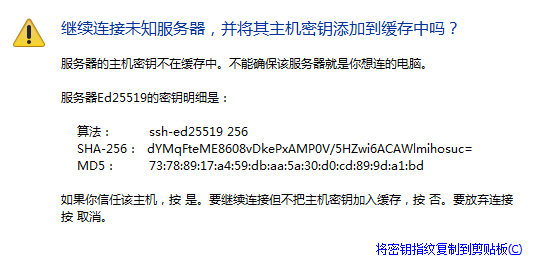 继续连接未知服务器，并将其主机密钥添加到缓存中吗？
服务器的主机密钥不在缓存中。不能确保该服务器就是你想连的电脑。
服务器Ed25519的密钥明细是：
算法： ssh-ed25519 256
SHA-256： dYMqFteME8608vDkePxAMP0V/5HZwi6ACAWlmihosuc=
MD5： 73:78:89:17:a4:59:db:aa:5a:30:d0:cd:89:9d:a1:bd
如果你信任该主机，按 是。要继续连接但不把主机密钥加入缓存，按 否。要放弃连接
按 取消。
将密钥指纹复制到剪贴板(C)